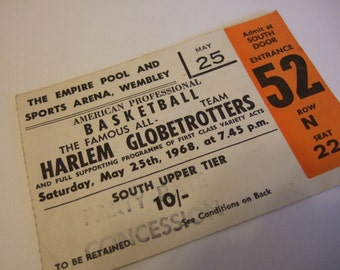 THE EMPIRE POOL AND
SPORTS ARENA, WEMBLEY
MAY
25
AMERICAN PROFESSIONAL
BASKETBALL
THE FAMOUS ALL- TEAM
HARLEM GLOBETROTTERS
AND FULL SUPPORTING PROGRAMME OF FIRST CLASS VARIETY ACTS
Saturday, May 25th, 1968, at 7.45 p.m.
SOUTH UPPER TIER
10/-
PARTY
CONCESSION
TO BE RETAINED
See Conditions on Back
Admit at
SOUTH
DOOR
ENTRANCE
52
ROW
N
SEAT
22